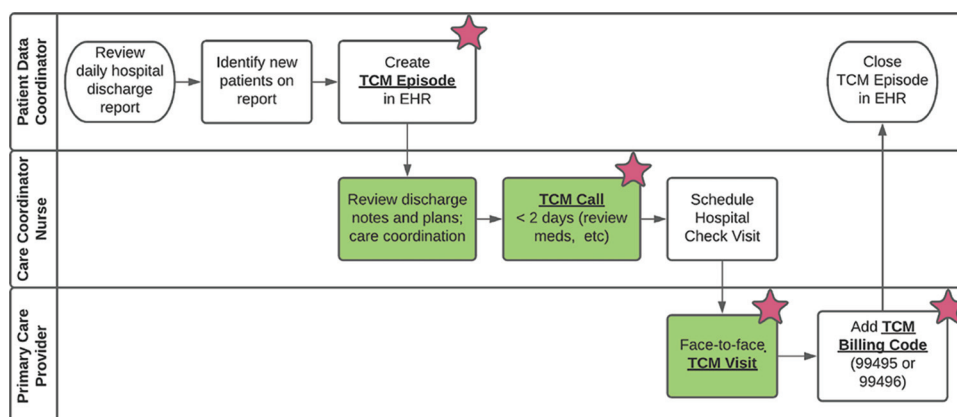 Patient Data
Coordinator
Review
daily hospital
discharge
report
Identify new
patients on
report
Create
TCM Episode
in EHR
Close
TCM Episode
in EHR
Care Coordinator
Nurse
Review discharge
notes and plans;
care coordination
TCM Call
< 2 days (review
meds, etc)
Schedule
Hospital
Check Visit
Primary Care
Provider
Face-to-face
TCM Visit
Add TCM
Billing Code
(99495 or
99496)